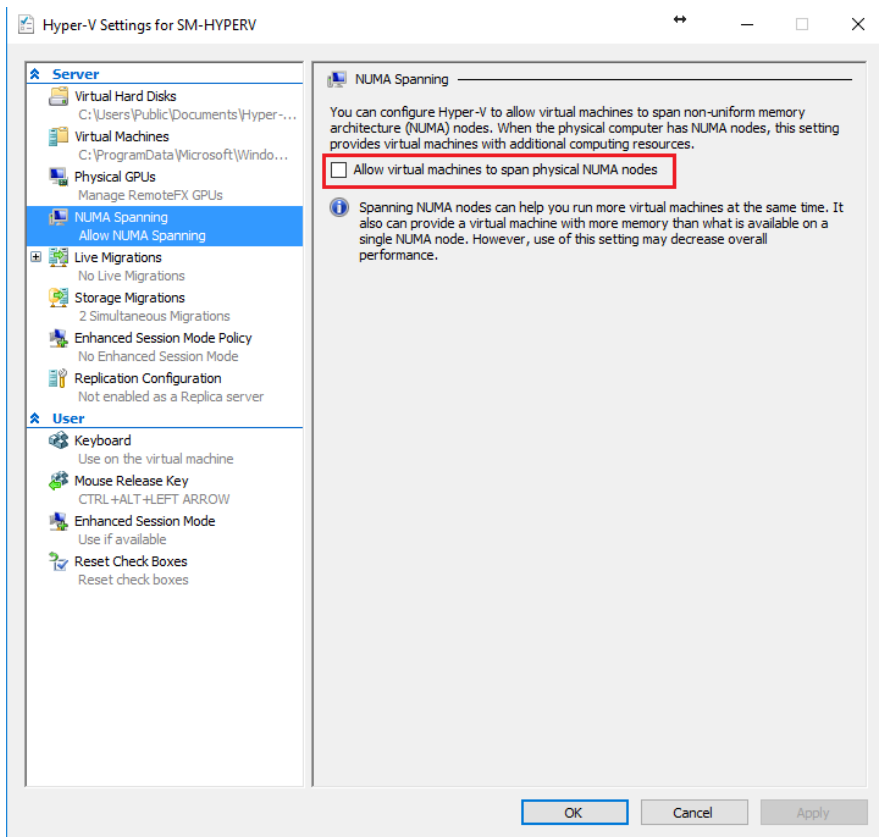 Hyper-V Settings for SM-HYPERV
Server
Virtual Hard Disks
C:\Users\Public\Documents\Hyper-...
Virtual Machines
C:\ProgramData\Microsoft\Windo...
Physical GPUs
Manage RemoteFX GPUs
NUMA Spanning
Allow NUMA Spanning
Live Migrations
No Live Migrations
Storage Migrations
2 Simultaneous Migrations
Enhanced Session Mode Policy
No Enhanced Session Mode
Replication Configuration
Not enabled as a Replica server
User
Keyboard
Use on the virtual machine
Mouse Release Key
CTRL+ALT+LEFT ARROW
Enhanced Session Mode
Use if available
Reset Check Boxes
Reset check boxes
NUMA Spanning
You can configure Hyper-V to allow virtual machines to span non-uniform memory
architecture (NUMA) nodes. When the physical computer has NUMA nodes, this setting
provides virtual machines with additional computing resources.
Allow virtual machines to span physical NUMA nodes
Spanning NUMA nodes can help you run more virtual machines at the same time. It
also can provide a virtual machine with more memory than what is available on a
single NUMA node. However, use of this setting may decrease overall
performance.
OK
Cancel
Apply